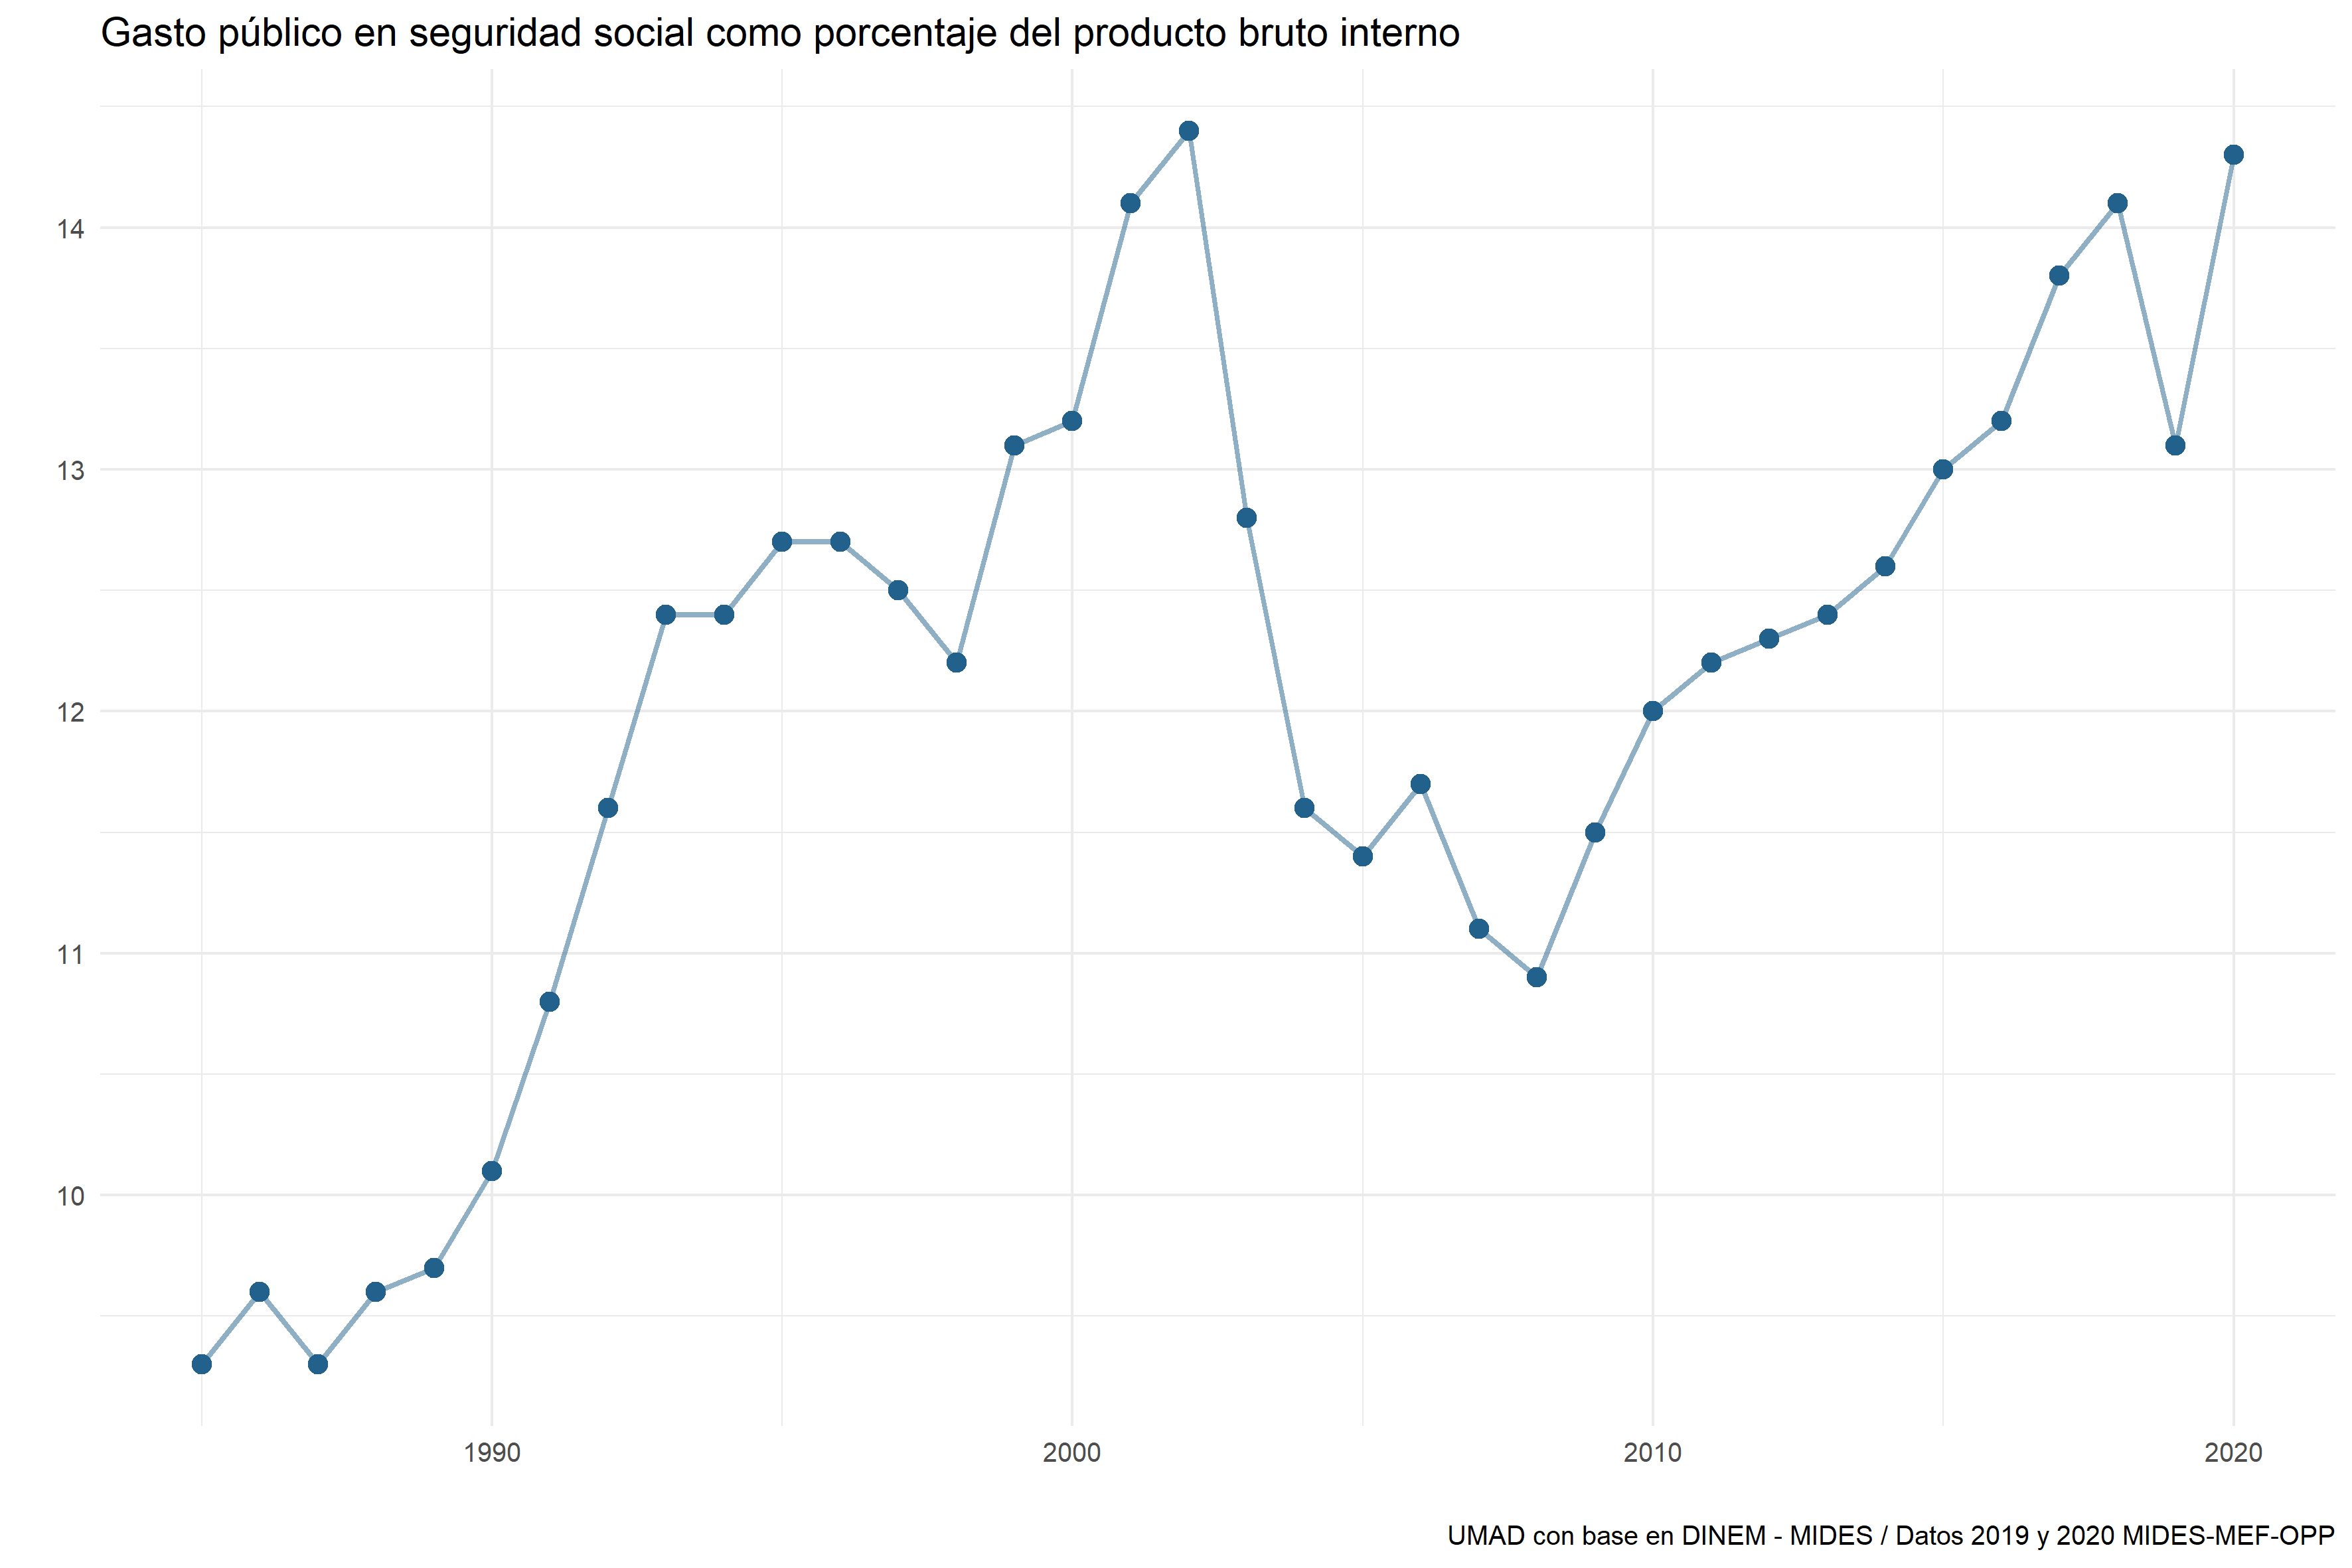 Gasto público en seguridad social como porcentaje del producto bruto interno
14
13
12
11
10
1990 2000 2010 2020
UMAD con base en DINEM - MIDES / Datos 2019 y 2020 MIDES-MEF-OPP